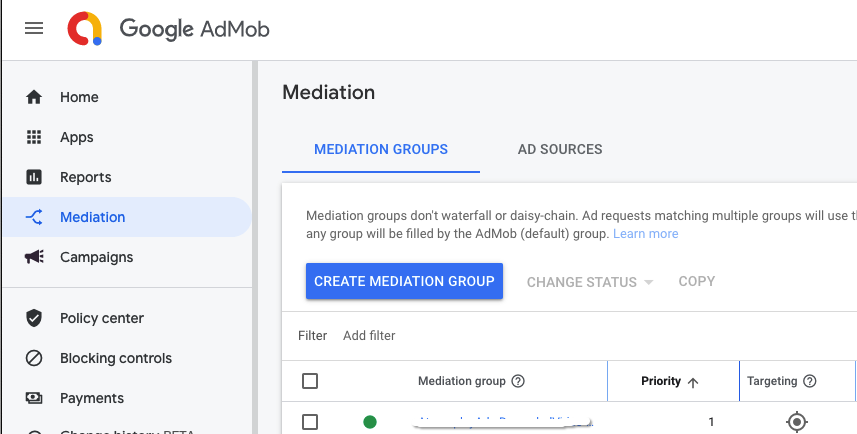 Google AdMob
Home
Apps
Reports
Mediation
Campaigns
Policy center
Blocking controls
Payments
Change history BETA
Mediation
MEDIATION GROUPS
AD SOURCES
Mediation groups don't waterfall or daisy-chain. Ad requests matching multiple groups will use
any group will be filled by the AdMob (default) group. Learn more
CREATE MEDIATION GROUP
CHANGE STATUS
COPY
Filter
Add filter
Mediation group
Priority
Targeting
1